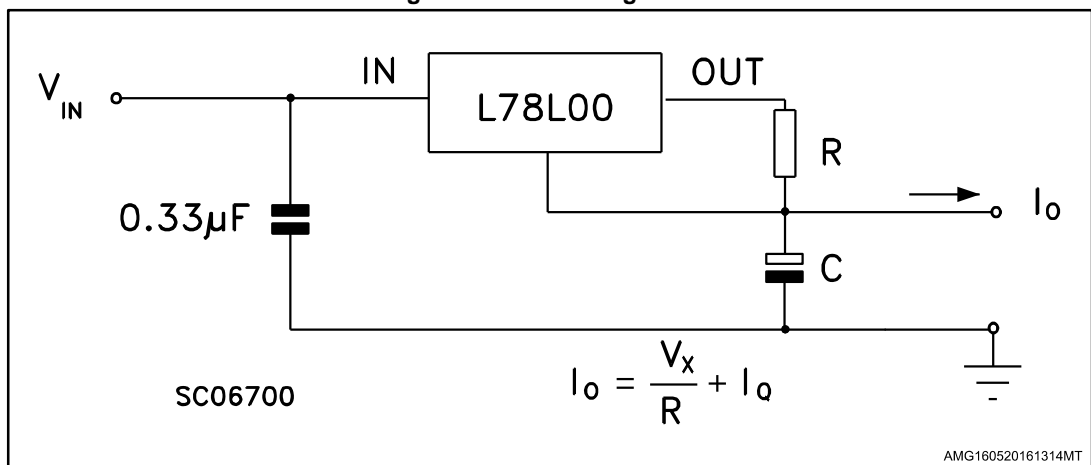 V_IN
IN
L78L00
OUT
R
0.33µF
I_O
C
I_O = V_X / R + I_Q
SC06700
AMG160520161314MT